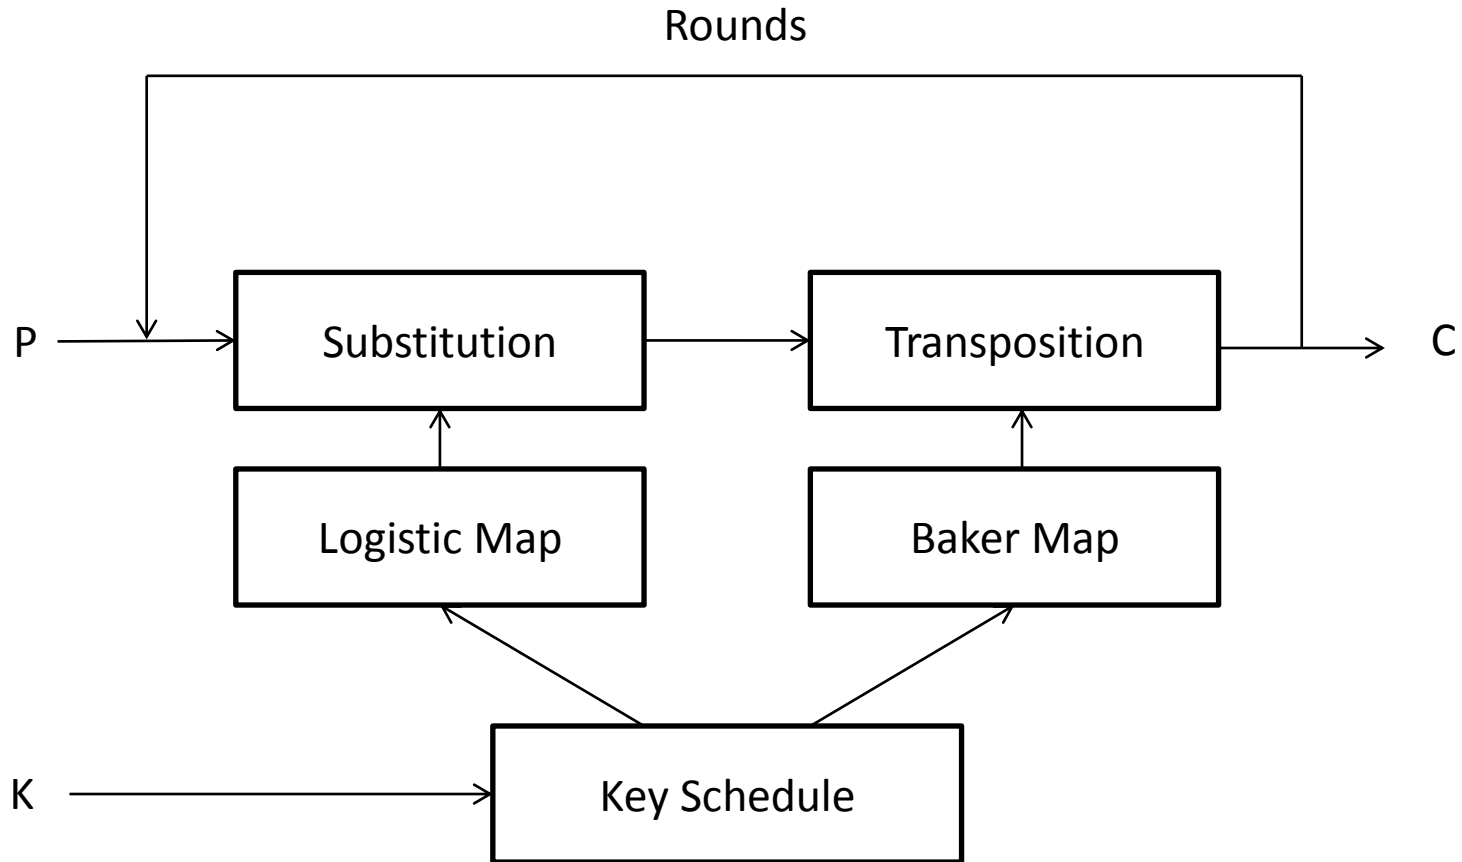 Rounds
P
Substitution
Transposition
C
Logistic Map
Baker Map
K
Key Schedule